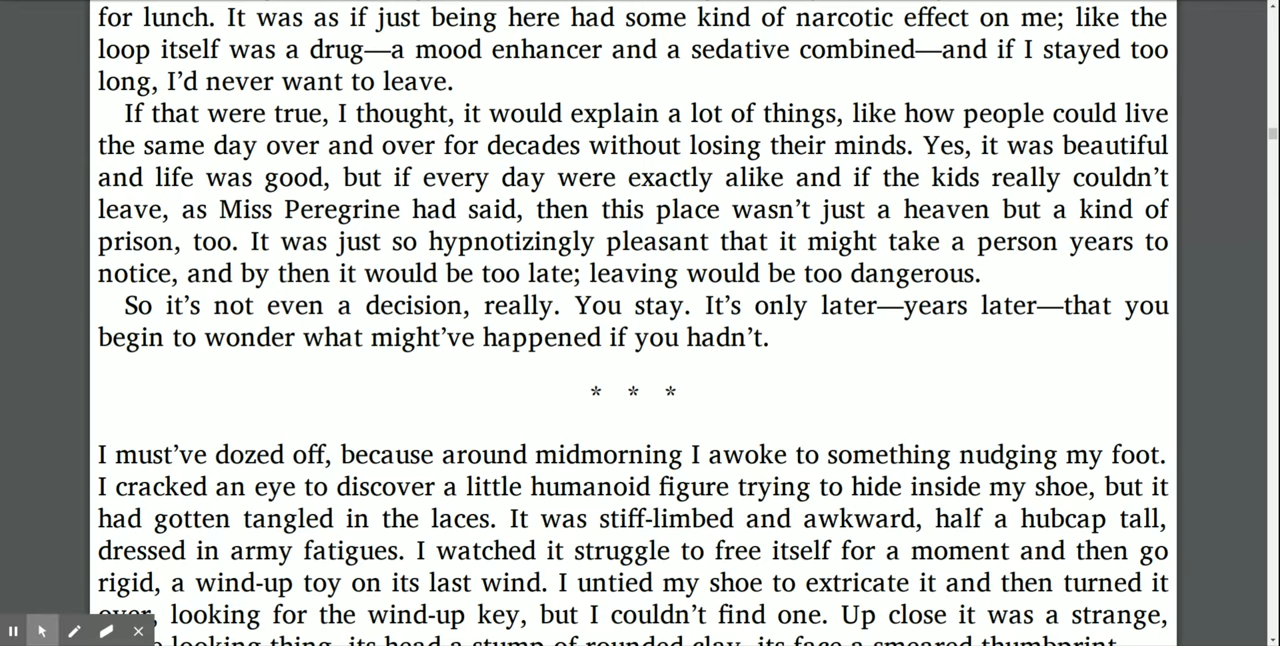 for lunch. It was as if just being here had some kind of narcotic effect on me; like the
loop itself was a drug—a mood enhancer and a sedative combined—and if I stayed too
long, I’d never want to leave.
If that were true, I thought, it would explain a lot of things, like how people could live
the same day over and over for decades without losing their minds. Yes, it was beautiful
and life was good, but if every day were exactly alike and if the kids really couldn’t
leave, as Miss Peregrine had said, then this place wasn’t just a heaven but a kind of
prison, too. It was just so hypnotizingly pleasant that it might take a person years to
notice, and by then it would be too late; leaving would be too dangerous.
So it’s not even a decision, really. You stay. It’s only later—years later—that you
begin to wonder what might’ve happened if you hadn’t.
* * *
I must’ve dozed off, because around midmorning I awoke to something nudging my foot.
I cracked an eye to discover a little humanoid figure trying to hide inside my shoe, but it
had gotten tangled in the laces. It was stiff-limbed and awkward, half a hubcap tall,
dressed in army fatigues. I watched it struggle to free itself for a moment and then go
rigid, a wind-up toy on its last wind. I untied my shoe to extricate it and then turned it
over, looking for the wind-up key, but I couldn’t find one. Up close it was a strange,
looking thing, its head a stump of rounded clay, its face a smeared thumbprint.